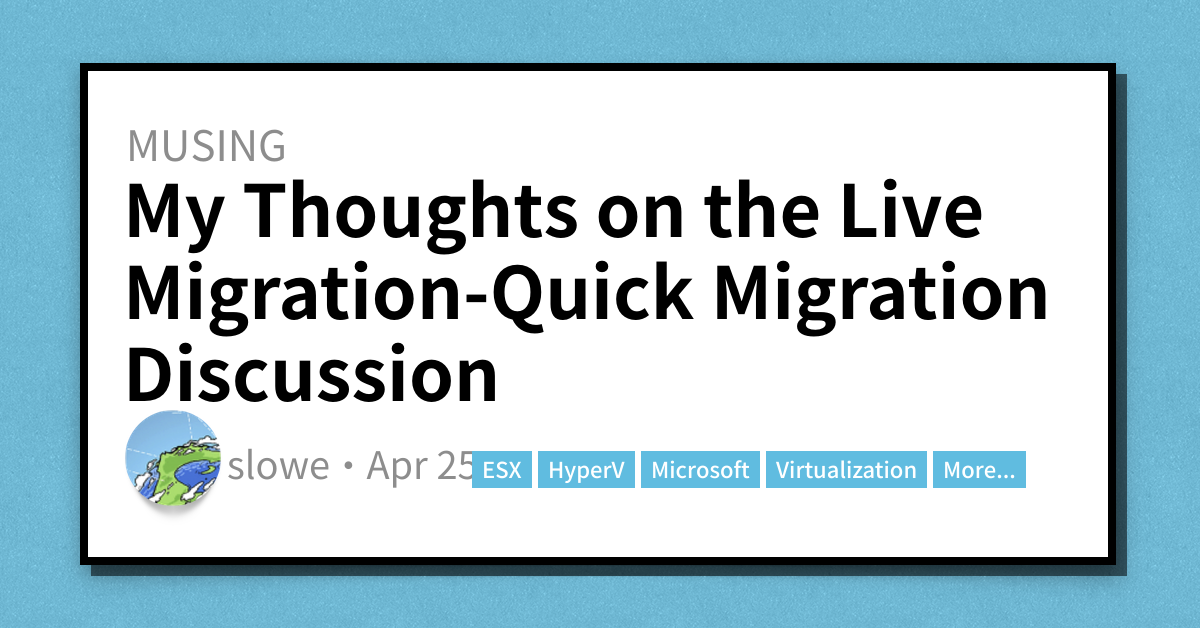 MUSING
My Thoughts on the Live
Migration-Quick Migration
Discussion
slowe • Apr 25 ESX HyperV Microsoft Virtualization More...